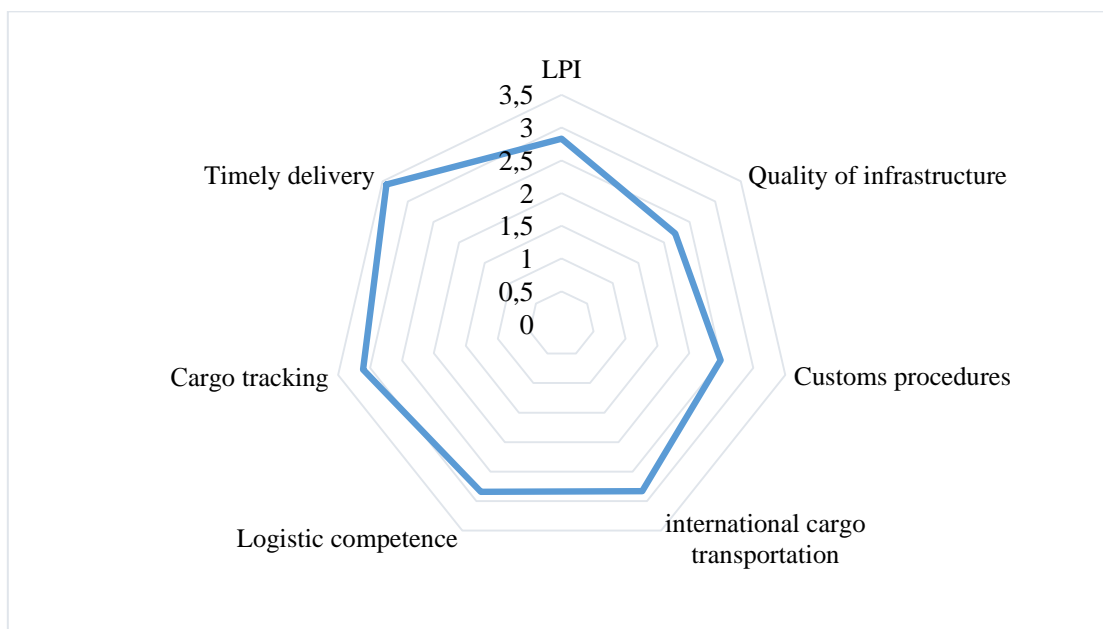 LPI
3,5
3
2,5
2
1,5
1
0,5
0
Quality of infrastructure
Customs procedures
international cargo
transportation
Logistic competence
Cargo tracking
Timely delivery